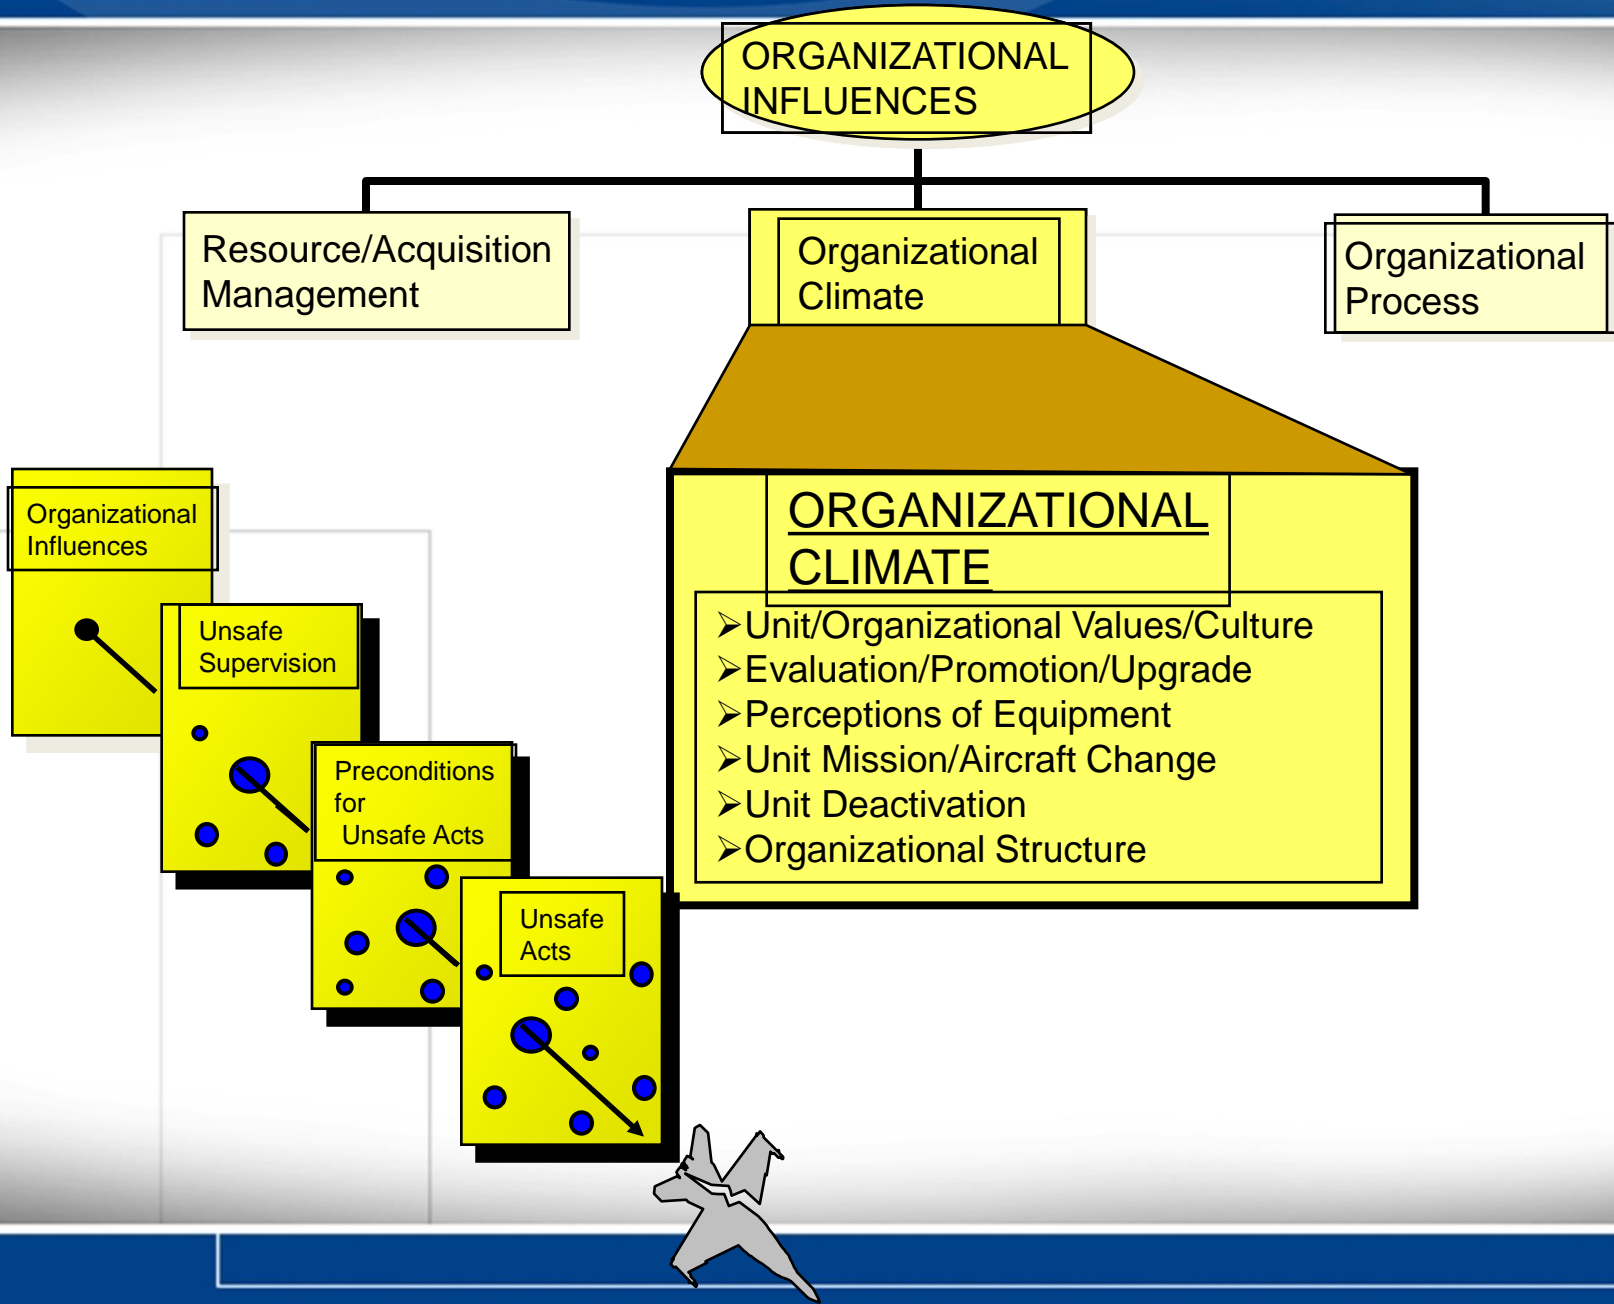 ORGANIZATIONAL
INFLUENCES
Resource/Acquisition
Management
Organizational
Climate
Organizational
Process
ORGANIZATIONAL
CLIMATE
➢Unit/Organizational Values/Culture
➢Evaluation/Promotion/Upgrade
➢Perceptions of Equipment
➢Unit Mission/Aircraft Change
➢Unit Deactivation
➢Organizational Structure
Organizational
Influences
Unsafe
Supervision
Preconditions
for
Unsafe Acts
Unsafe
Acts